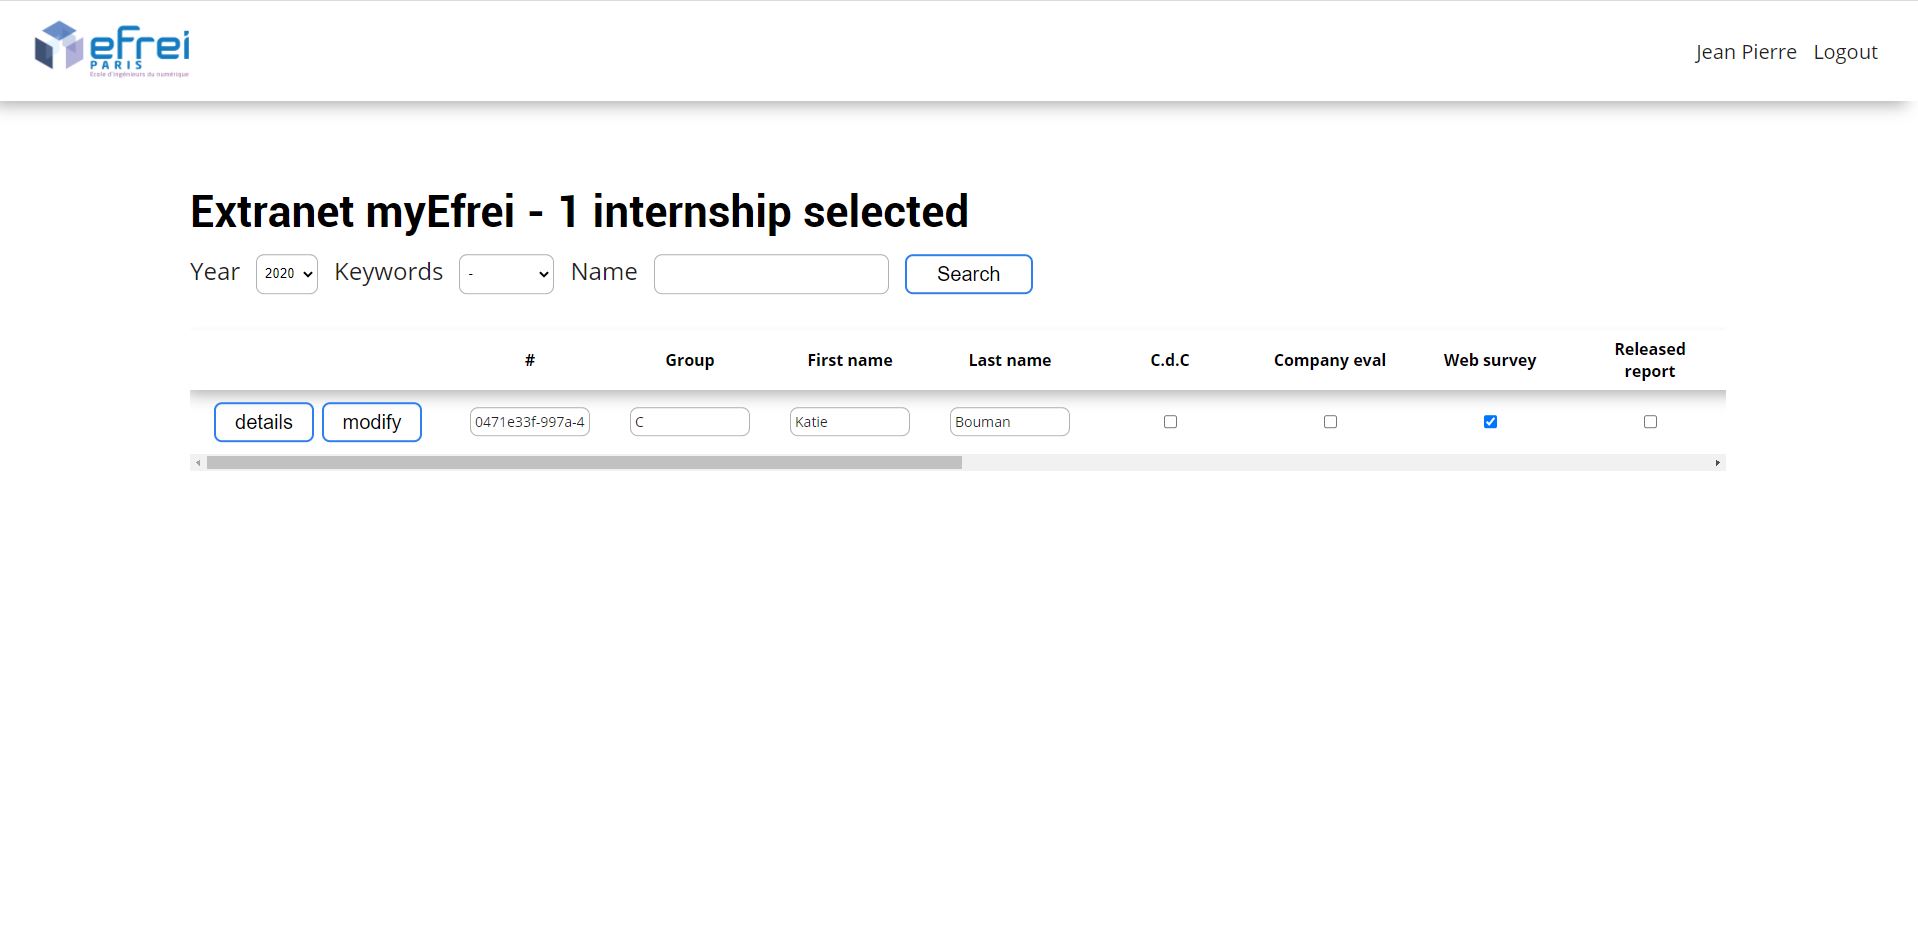 efrei
PARIS
École d'ingénieurs du numérique
Jean Pierre Logout
Extranet myEfrei - 1 internship selected
Year 2020 Keywords - Name Search
# Group First name Last name C.d.C Company eval Web survey Released report
details modify 0471e33f-997a-4 C Katie Bouman